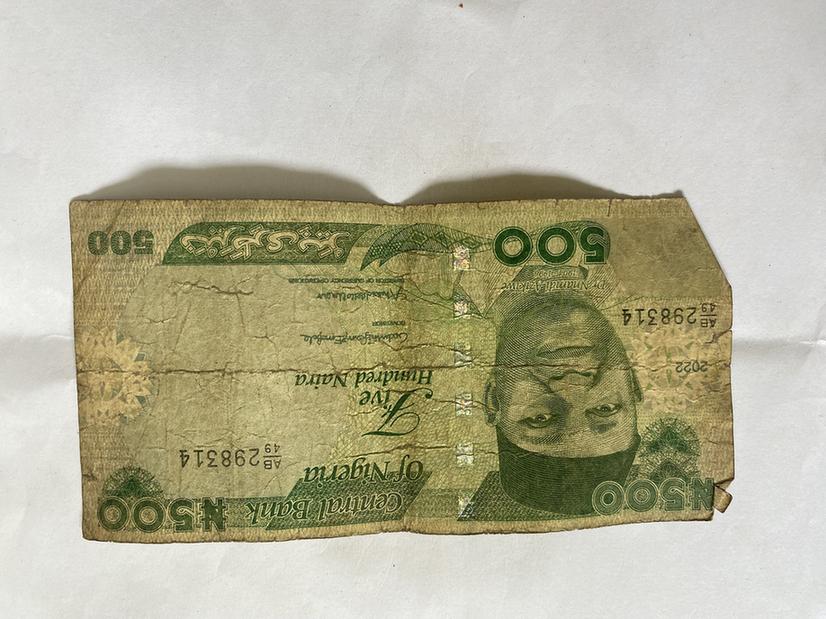 ₦500
Central Bank
Of Nigeria
AB
49 298314
Five
Hundred Naira
GOVERNOR
DIRECTOR OF CURRENCY OPERATIONS
500
₦500
2022
AB
49 298314
Dr Nnamdi Azikiwe
1904-1996
500